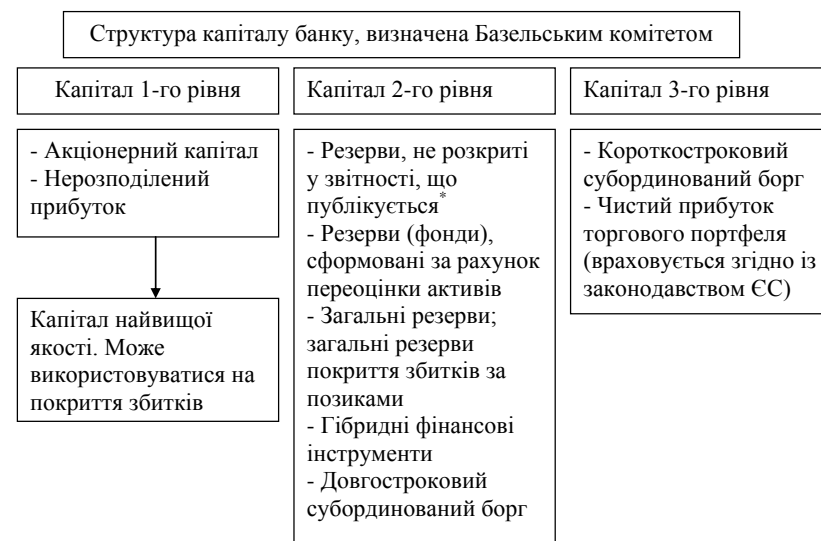 Структура капіталу банку, визначена Базельським комітетом
Капітал 1-го рівня
- Акціонерний капітал
- Нерозподілений
прибуток
Капітал найвищої
якості. Може
використовуватися на
покриття збитків
Капітал 2-го рівня
- Резерви, не розкриті
у звітності, що
публікується*
- Резерви (фонди),
сформовані за рахунок
переоцінки активів
- Загальні резерви;
загальні резерви
покриття збитків за
позиками
- Гібридні фінансові
інструменти
- Довгостроковий
субординований борг
Капітал 3-го рівня
- Короткостроковий
субординований борг
- Чистий прибуток
торгового портфеля
(враховується згідно із
законодавством ЄС)